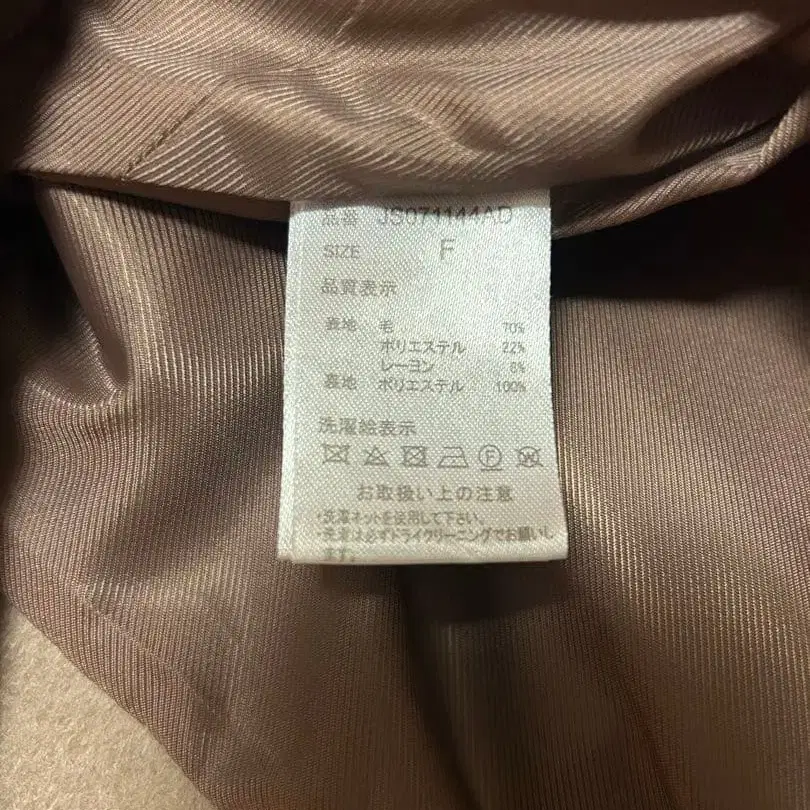 品番 JS071144AD
SIZE F
品質表示
表地 毛 70%
ポリエステル 22%
レーヨン 8%
裏地 ポリエステル 100%
洗濯絵表示
F W
お取扱い上の注意
・洗濯ネットを使用して下さい。
・洗濯は必ずドライクリーニングでお願いし
ます。